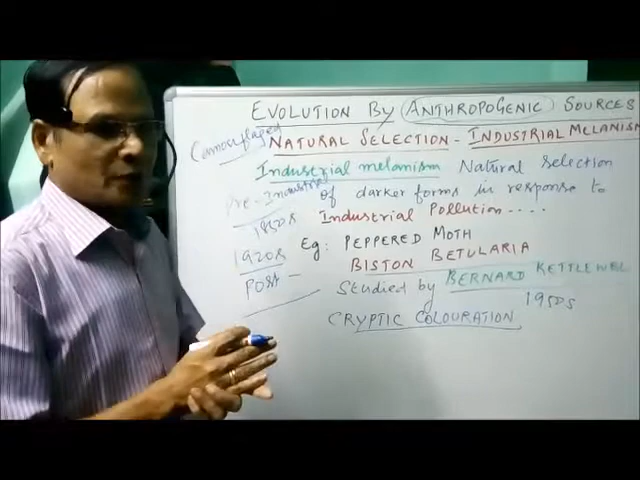 EVOLUTION By ANTHROPOGENIC SOURCES
Camouflaged
NATURAL SELECTION - INDUSTRIAL MELANISM
Industrial melanism Natural selection
Pre-Industrial of darker forms in response to
1850s Industrial Pollution....
1920s Eg: PEPPERED MOTH
POST BISTON BETULARIA
Studied by BERNARD KETTLEWEL
1950s
CRYPTIC COLOURATION